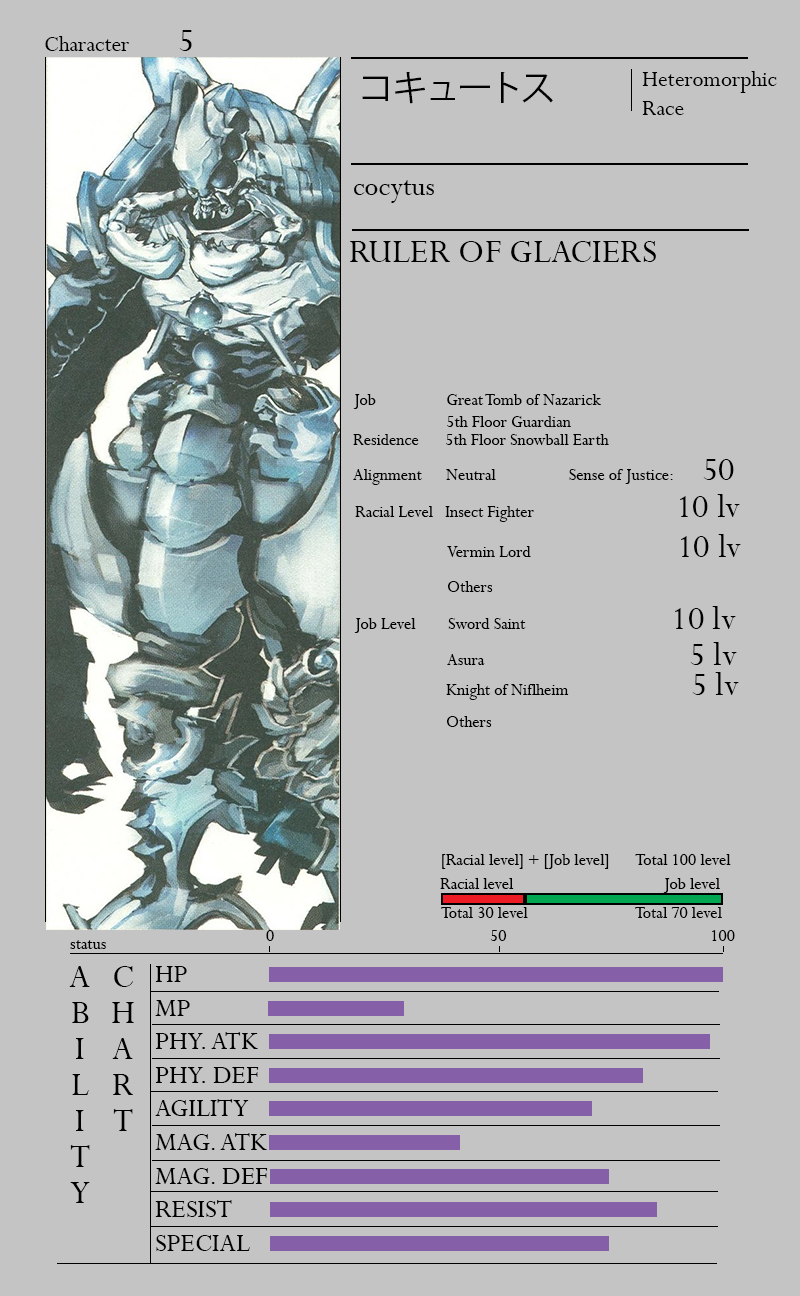 Character 5
コキュートス
Heteromorphic
Race
cocytus
RULER OF GLACIERS
Job Great Tomb of Nazarick
5th Floor Guardian
Residence 5th Floor Snowball Earth
Alignment Neutral Sense of Justice: 50
Racial Level Insect Fighter 10 lv
Vermin Lord 10 lv
Others
Job Level Sword Saint 10 lv
Asura 5 lv
Knight of Niflheim 5 lv
Others
[Racial level] + [Job level] Total 100 level
Racial level Job level
Total 30 level Total 70 level
status 0 50 100
ABILITY
CHART
HP
MP
PHY. ATK
PHY. DEF
AGILITY
MAG. ATK
MAG. DEF
RESIST
SPECIAL